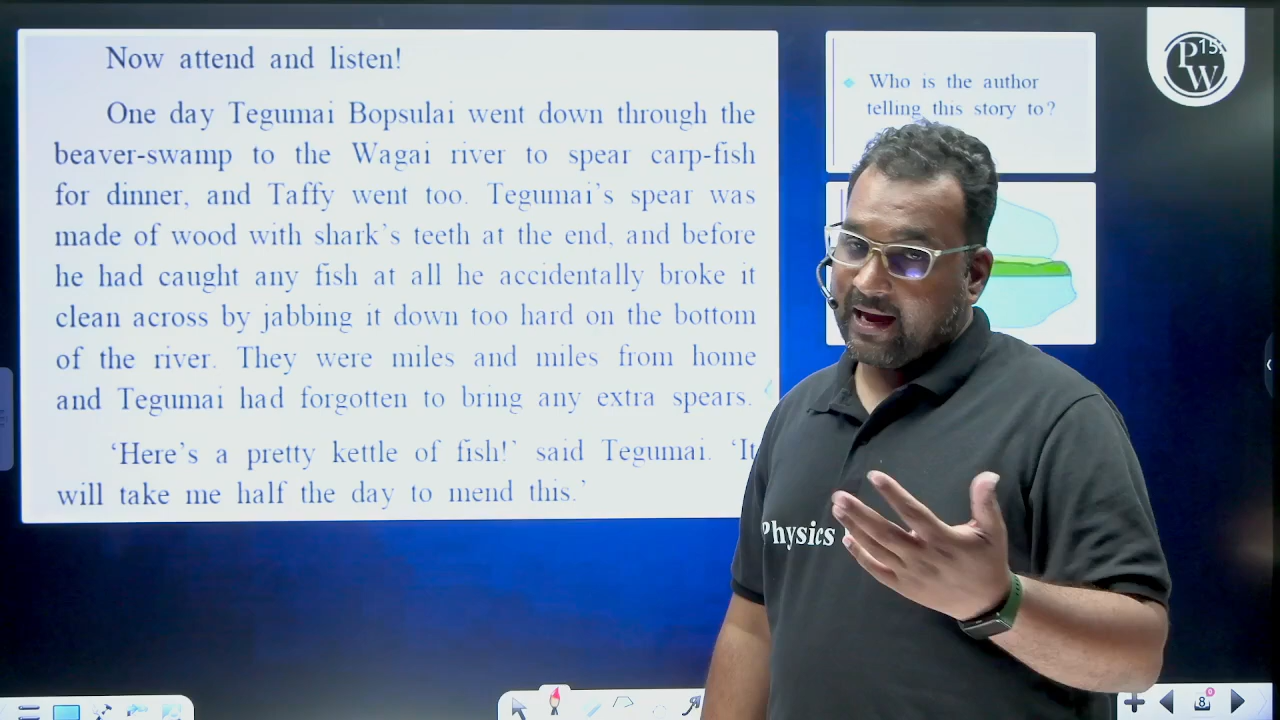 Now attend and listen!
One day Tegumai Bopsulai went down through the
beaver-swamp to the Wagai river to spear carp-fish
for dinner, and Taffy went too. Tegumai's spear was
made of wood with shark's teeth at the end, and before
he had caught any fish at all he accidentally broke it
clean across by jabbing it down too hard on the bottom
of the river. They were miles and miles from home
and Tegumai had forgotten to bring any extra spears.
‘Here's a pretty kettle of fish!’ said Tegumai. ‘It
will take me half the day to mend this.’
Who is the author
telling this story to?
P
W
Physics
8
0